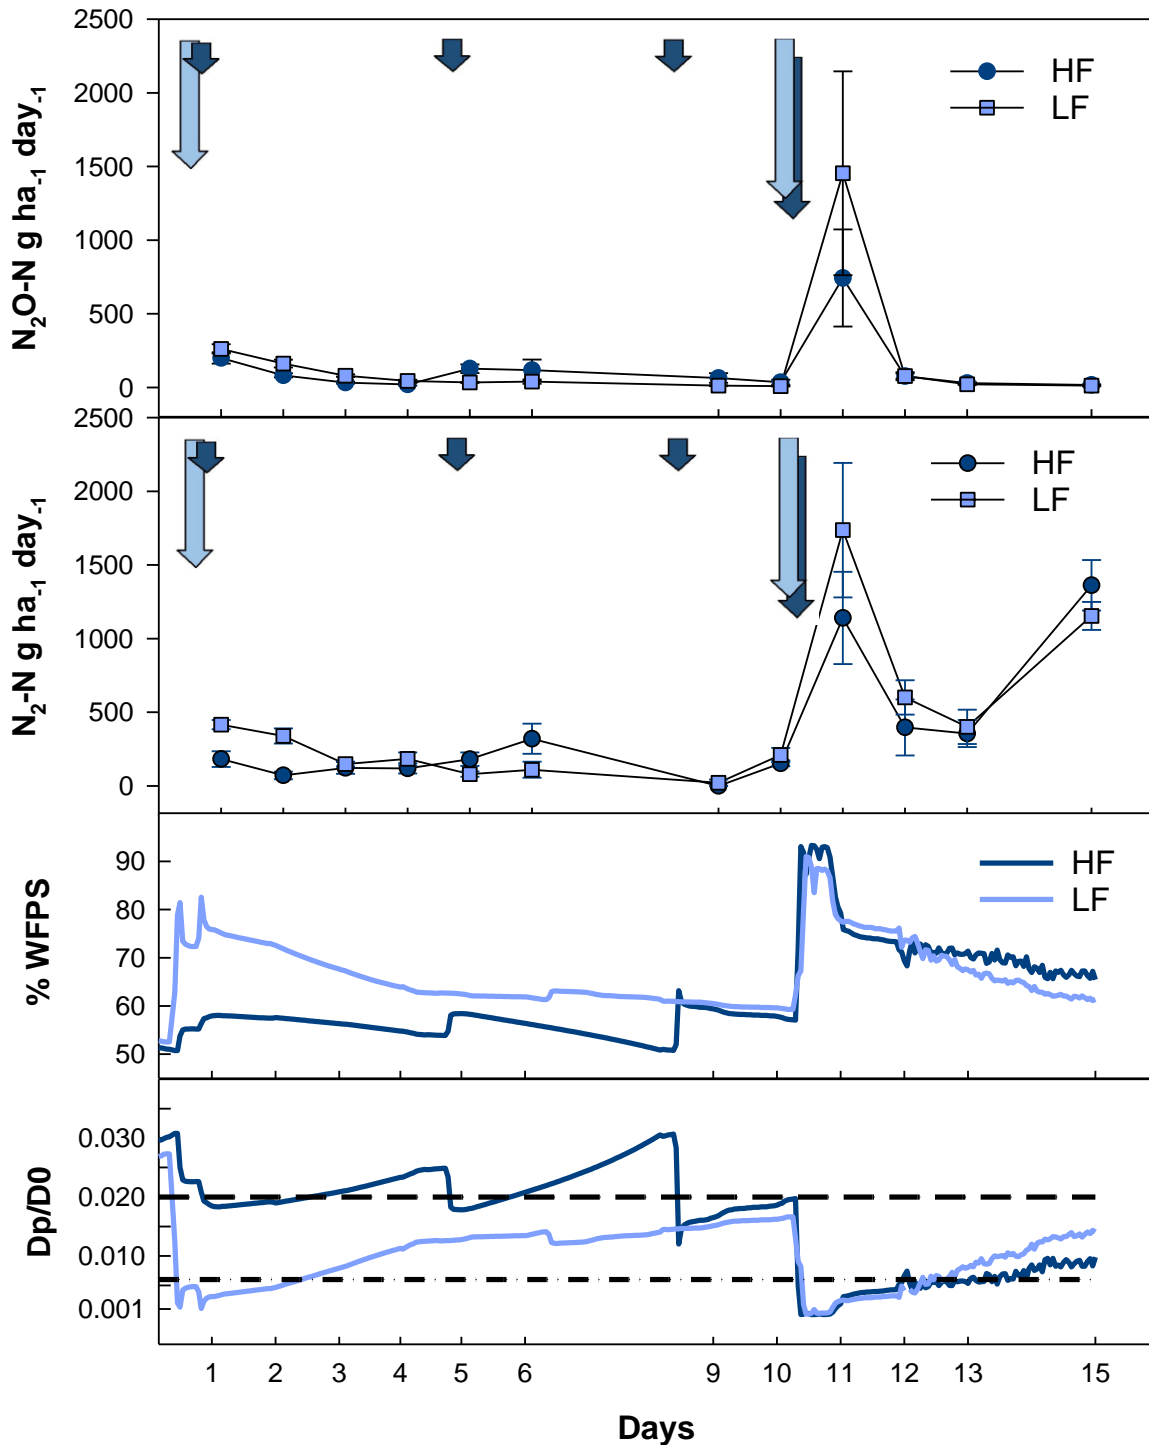 2500
2000
1500
1000
500
0
N₂O-N g ha₋₁ day₋₁
HF
LF
2500
2000
1500
1000
500
0
N₂-N g ha₋₁ day₋₁
HF
LF
90
80
70
60
50
% WFPS
HF
LF
0.030
0.020
0.010
0.001
Dp/D0
1 2 3 4 5 6 9 10 11 12 13 15
Days